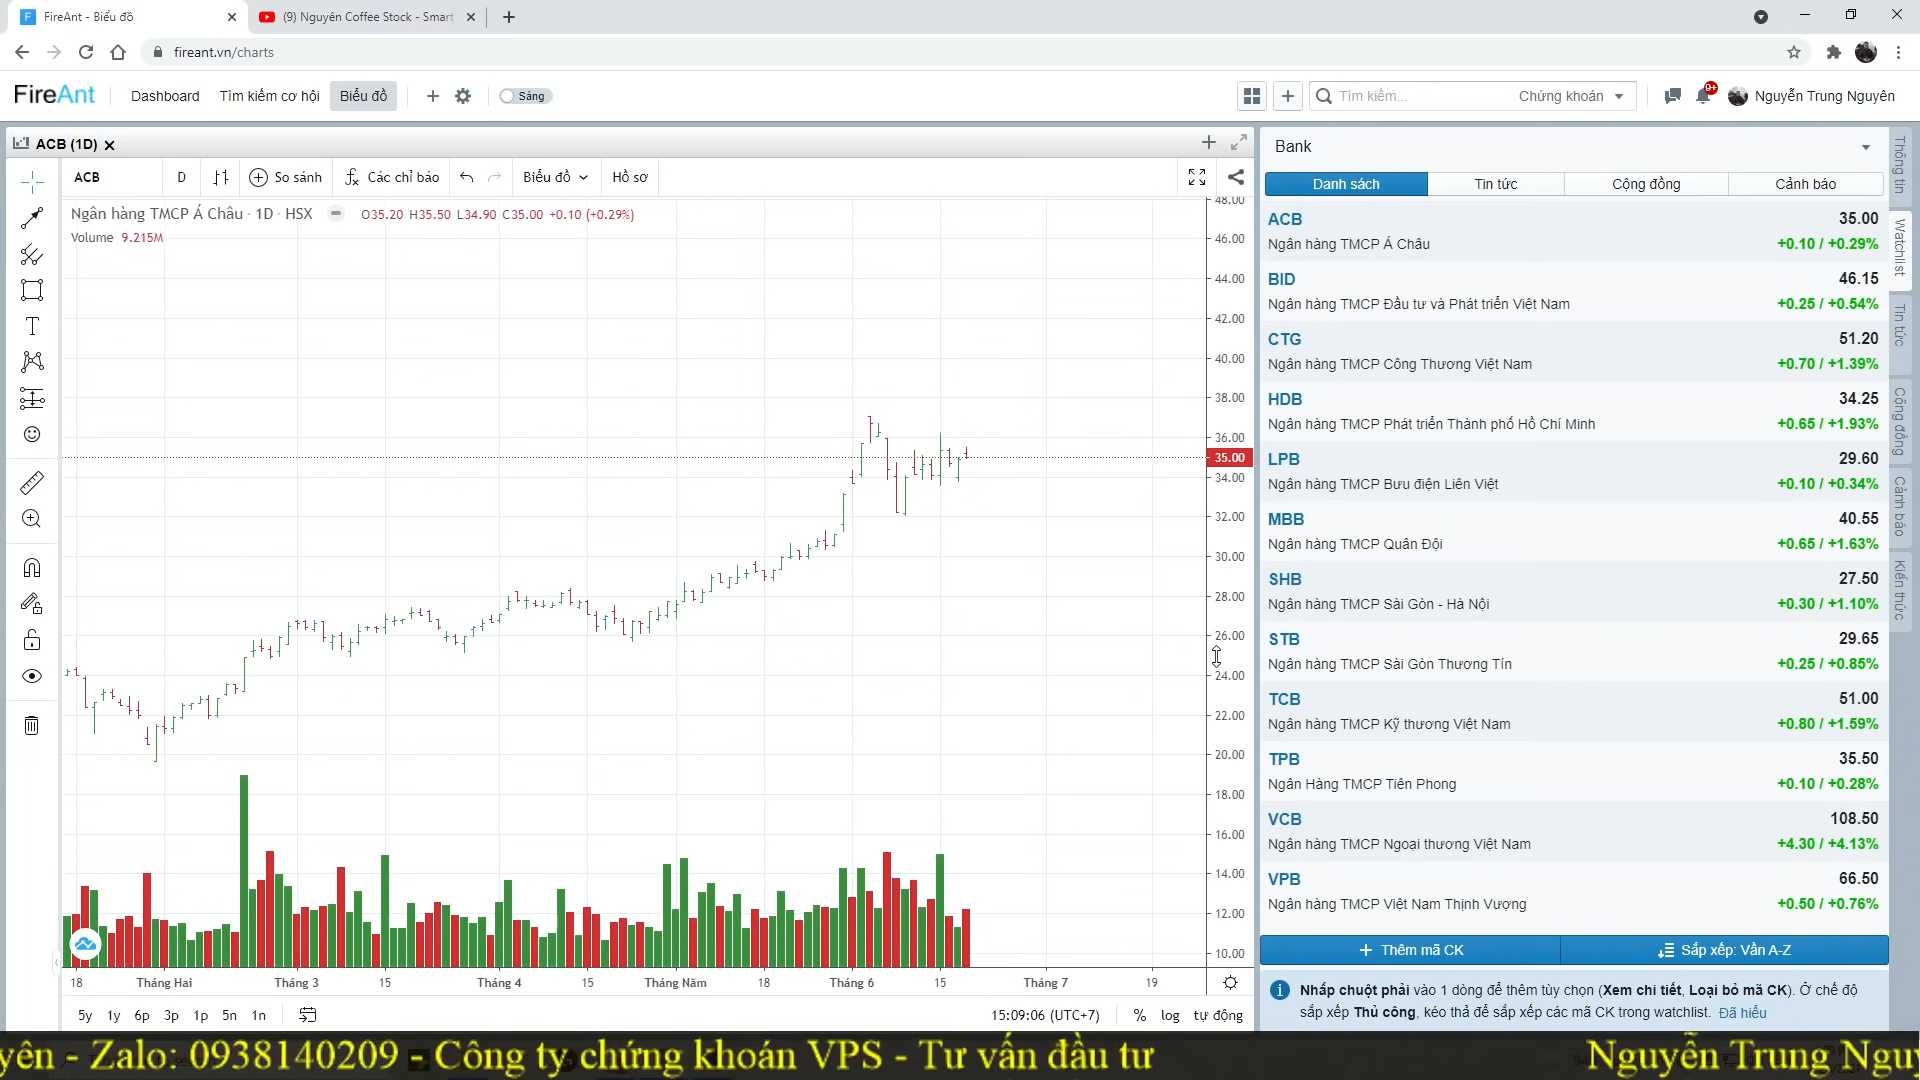 FireAnt - Biểu đồ
(9) Nguyên Coffee Stock - Smart
fireant.vn/charts
FireAnt
Dashboard
Tìm kiếm cơ hội
Biểu đồ
Sáng
Tìm kiếm...
Chứng khoán
9+
Nguyễn Trung Nguyên
ACB (1D)
ACB
D
So sánh
Các chỉ báo
Biểu đồ
Hồ sơ
Ngân hàng TMCP Á Châu · 1D · HSX
O35.20 H35.50 L34.90 C35.00 +0.10 (+0.29%)
Volume 9.215M
48.00
46.00
44.00
42.00
40.00
38.00
36.00
35.00
34.00
32.00
30.00
28.00
26.00
24.00
22.00
20.00
18.00
16.00
14.00
12.00
10.00
18
Tháng Hai
Tháng 3
15
Tháng 4
15
Tháng Năm
18
Tháng 6
15
Tháng 7
19
5y 1y 6p 3p 1p 5n 1n
15:09:06 (UTC+7)
% log tự động
Bank
Danh sách
Tin tức
Cộng đồng
Cảnh báo
ACB 35.00
Ngân hàng TMCP Á Châu +0.10 / +0.29%
BID 46.15
Ngân hàng TMCP Đầu tư và Phát triển Việt Nam +0.25 / +0.54%
CTG 51.20
Ngân hàng TMCP Công Thương Việt Nam +0.70 / +1.39%
HDB 34.25
Ngân hàng TMCP Phát triển Thành phố Hồ Chí Minh +0.65 / +1.93%
LPB 29.60
Ngân hàng TMCP Bưu điện Liên Việt +0.10 / +0.34%
MBB 40.55
Ngân hàng TMCP Quân Đội +0.65 / +1.63%
SHB 27.50
Ngân hàng TMCP Sài Gòn - Hà Nội +0.30 / +1.10%
STB 29.65
Ngân hàng TMCP Sài Gòn Thương Tín +0.25 / +0.85%
TCB 51.00
Ngân hàng TMCP Kỹ thương Việt Nam +0.80 / +1.59%
TPB 35.50
Ngân Hàng TMCP Tiên Phong +0.10 / +0.28%
VCB 108.50
Ngân hàng TMCP Ngoại thương Việt Nam +4.30 / +4.13%
VPB 66.50
Ngân hàng TMCP Việt Nam Thịnh Vượng +0.50 / +0.76%
Thêm mã CK
Sắp xếp: Vần A-Z
Nhấp chuột phải vào 1 dòng để thêm tùy chọn (Xem chi tiết, Loại bỏ mã CK). Ở chế độ
sắp xếp Thủ công, kéo thả để sắp xếp các mã CK trong watchlist. Đã hiểu
Thông tin
Watchlist
Tin tức
Cộng đồng
Cảnh báo
Kiến thức
yên - Zalo: 0938140209 - Công ty chứng khoán VPS - Tư vấn đầu tư
Nguyễn Trung Nguy